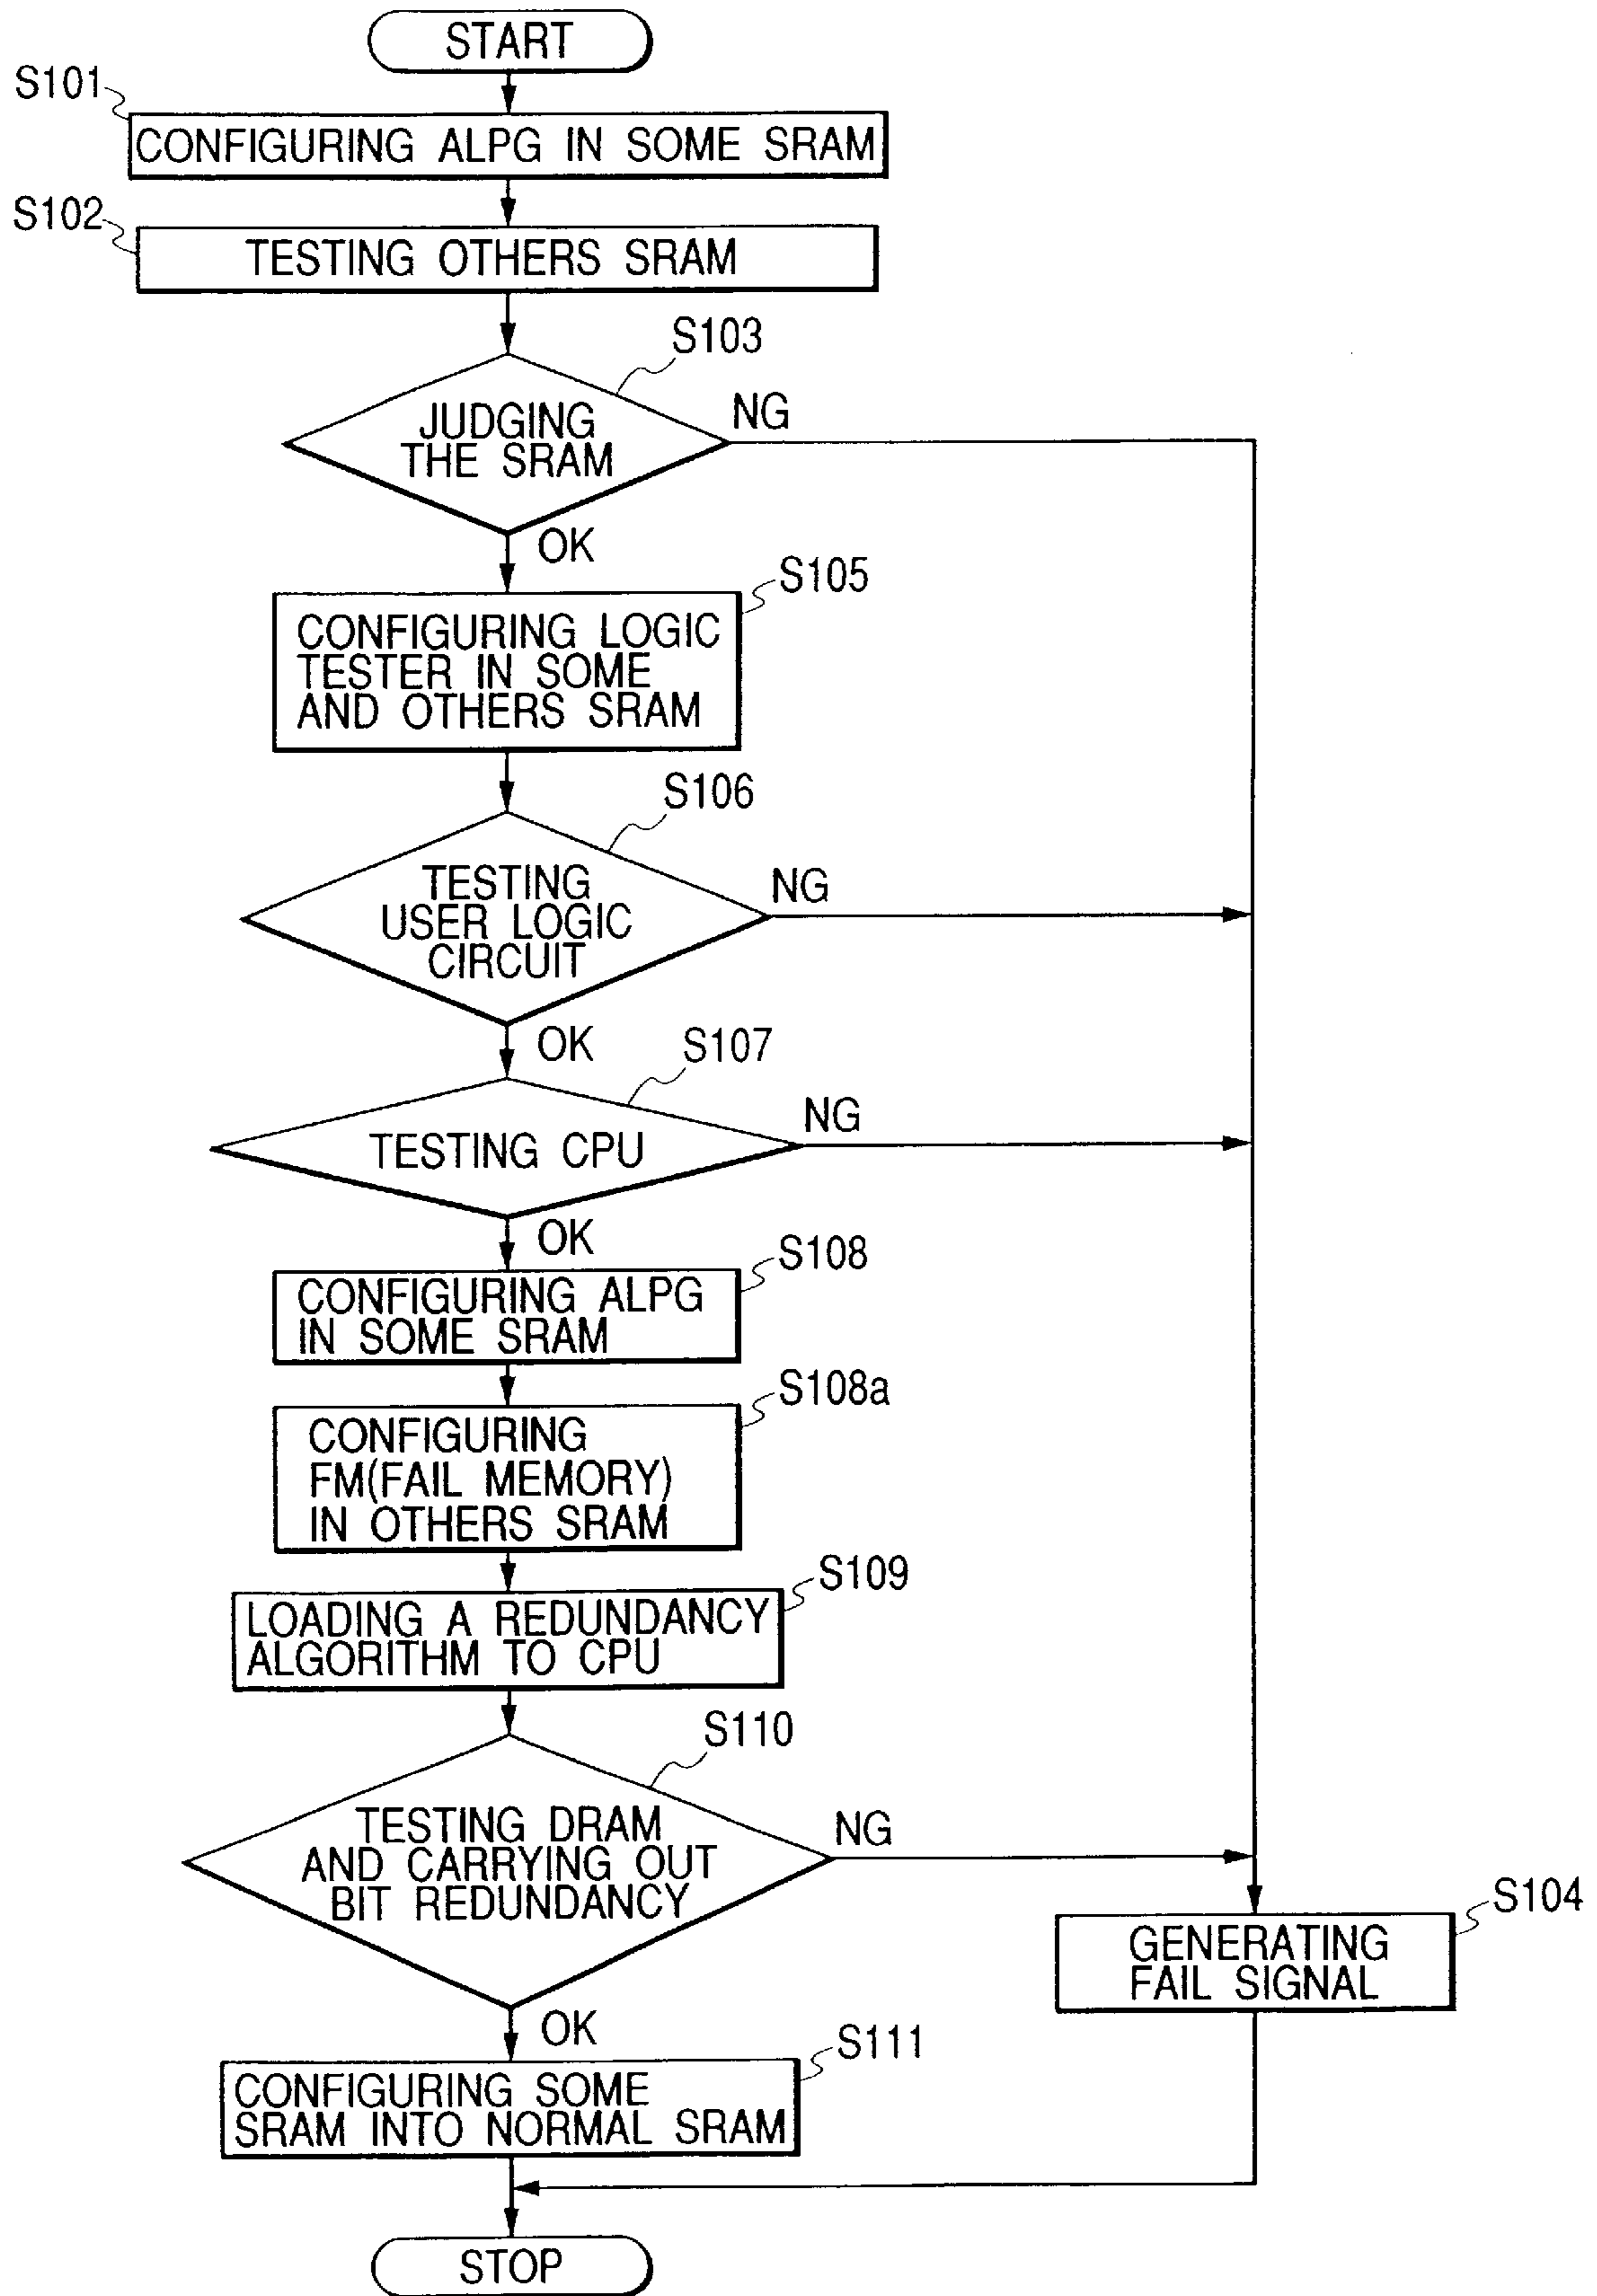 START
S101
CONFIGURING ALPG IN SOME SRAM
S102
TESTING OTHERS SRAM
S103
JUDGING
THE SRAM
NG
OK
S105
CONFIGURING LOGIC
TESTER IN SOME
AND OTHERS SRAM
S106
TESTING
USER LOGIC
CIRCUIT
NG
OK
S107
TESTING CPU
NG
OK
S108
CONFIGURING ALPG
IN SOME SRAM
S108a
CONFIGURING
FM(FAIL MEMORY)
IN OTHERS SRAM
S109
LOADING A REDUNDANCY
ALGORITHM TO CPU
S110
TESTING DRAM
AND CARRYING OUT
BIT REDUNDANCY
NG
S104
GENERATING
FAIL SIGNAL
OK
S111
CONFIGURING SOME
SRAM INTO NORMAL SRAM
STOP